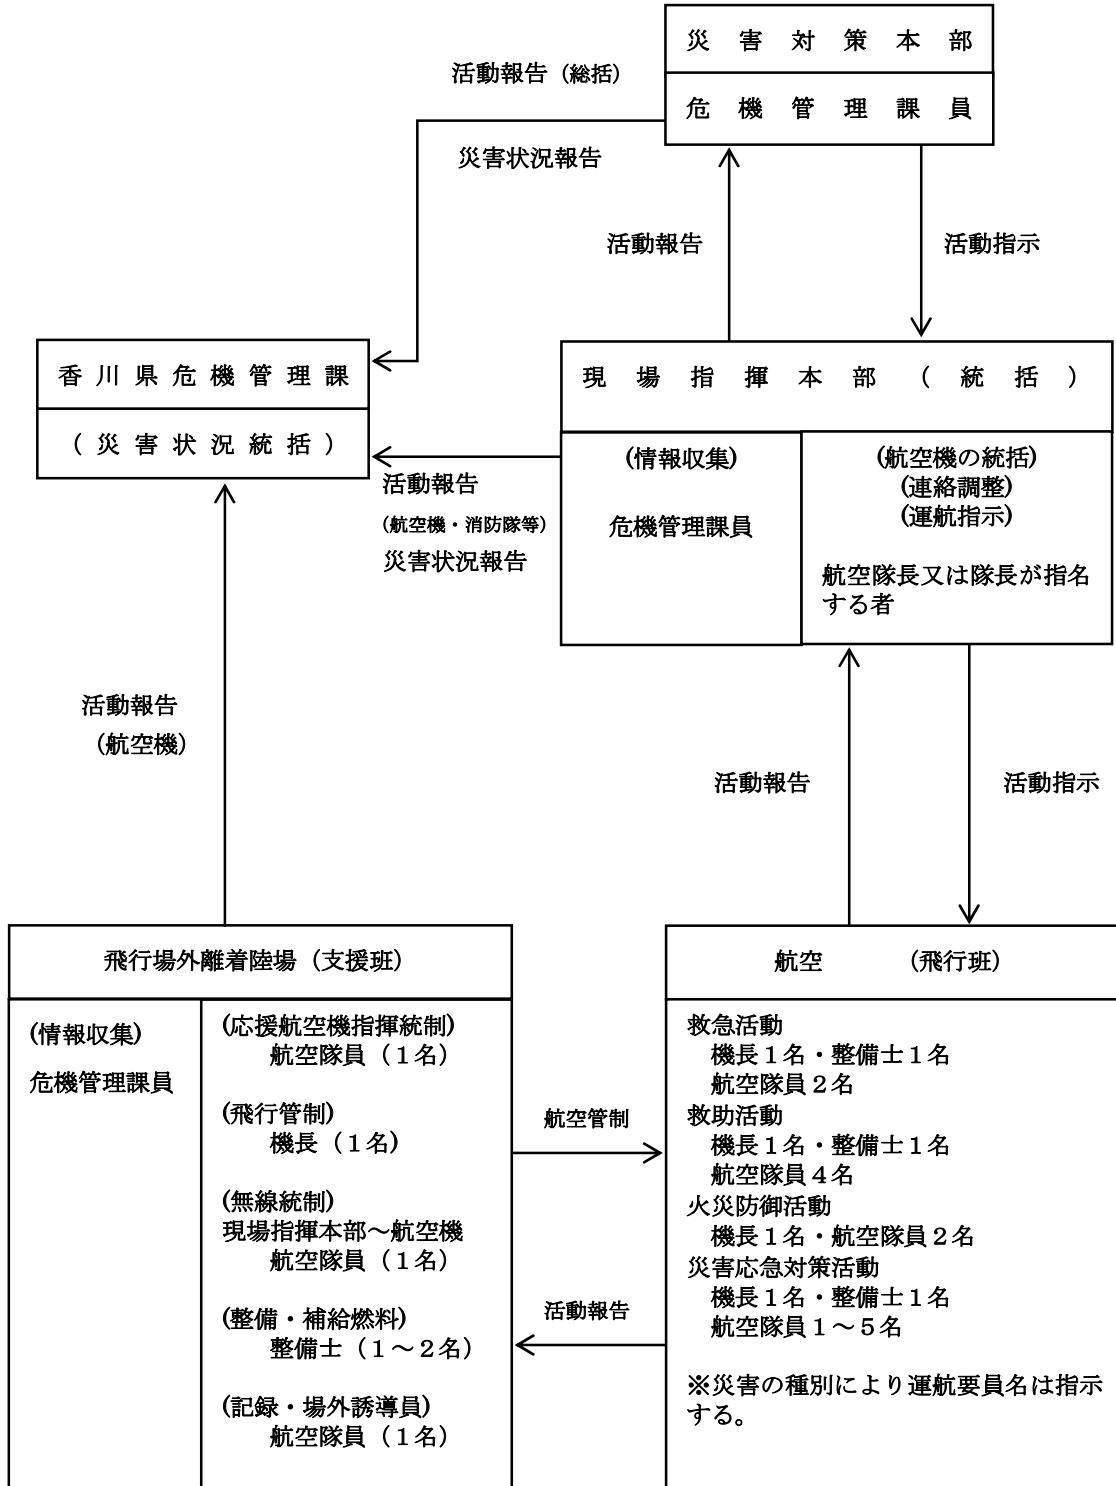 災害対策本部
危機管理課員
活動報告（総括）
災害状況報告
活動報告
活動指示
香川県危機管理課
（災害状況統括）
現場指揮本部（統括）
(情報収集)
危機管理課員
(航空機の統括)
(連絡調整)
(運航指示)
航空隊長又は隊長が指名
する者
活動報告
(航空機・消防隊等)
災害状況報告
活動報告
（航空機）
活動報告
活動指示
飛行場外離着陸場（支援班）
(情報収集)
危機管理課員
(応援航空機指揮統制)
航空隊員（１名）
(飛行管制)
機長（１名）
(無線統制)
現場指揮本部～航空機
航空隊員（１名）
(整備・補給燃料)
整備士（１～２名）
(記録・場外誘導員)
航空隊員（１名）
航空管制
活動報告
航空　　　（飛行班）
救急活動
機長１名・整備士１名
航空隊員２名
救助活動
機長１名・整備士１名
航空隊員４名
火災防御活動
機長１名・航空隊員２名
災害応急対策活動
機長１名・整備士１名
航空隊員１～５名
※災害の種別により運航要員名は指示
する。